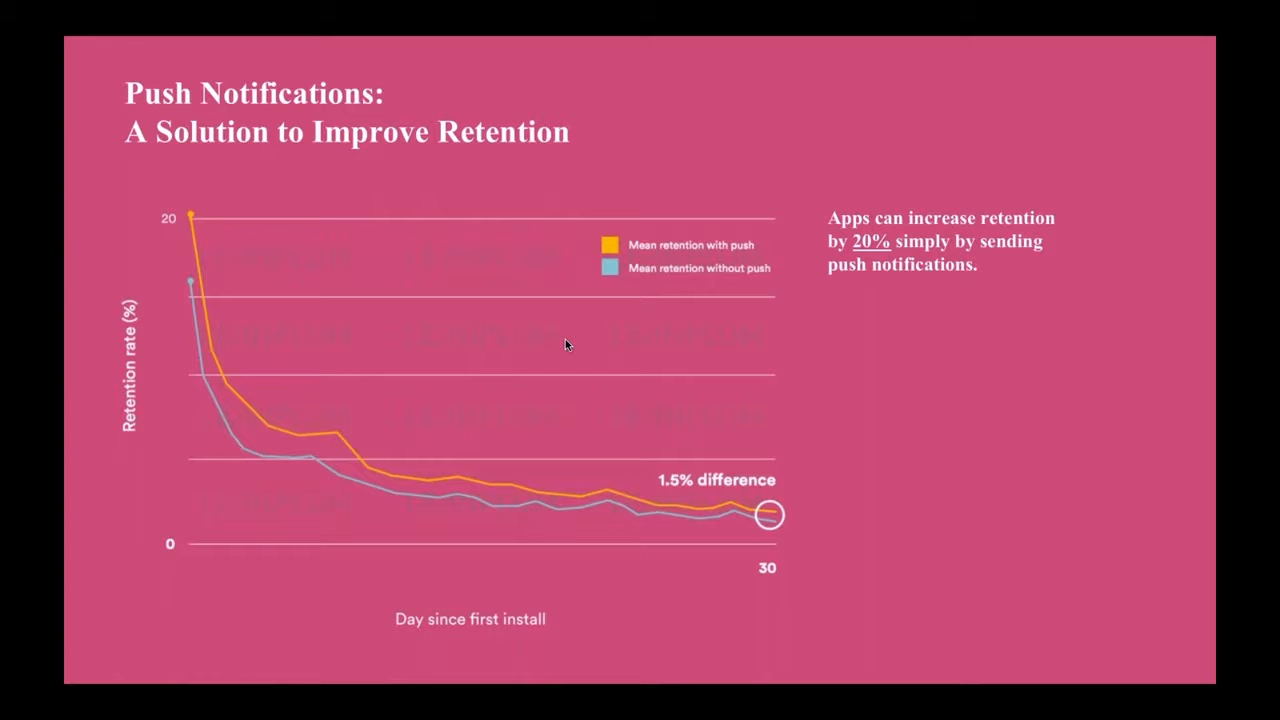 Push Notifications:
A Solution to Improve Retention
20
Mean retention with push
Mean retention without push
Retention rate (%)
1.5% difference
0
30
Day since first install
Apps can increase retention
by 20% simply by sending
push notifications.